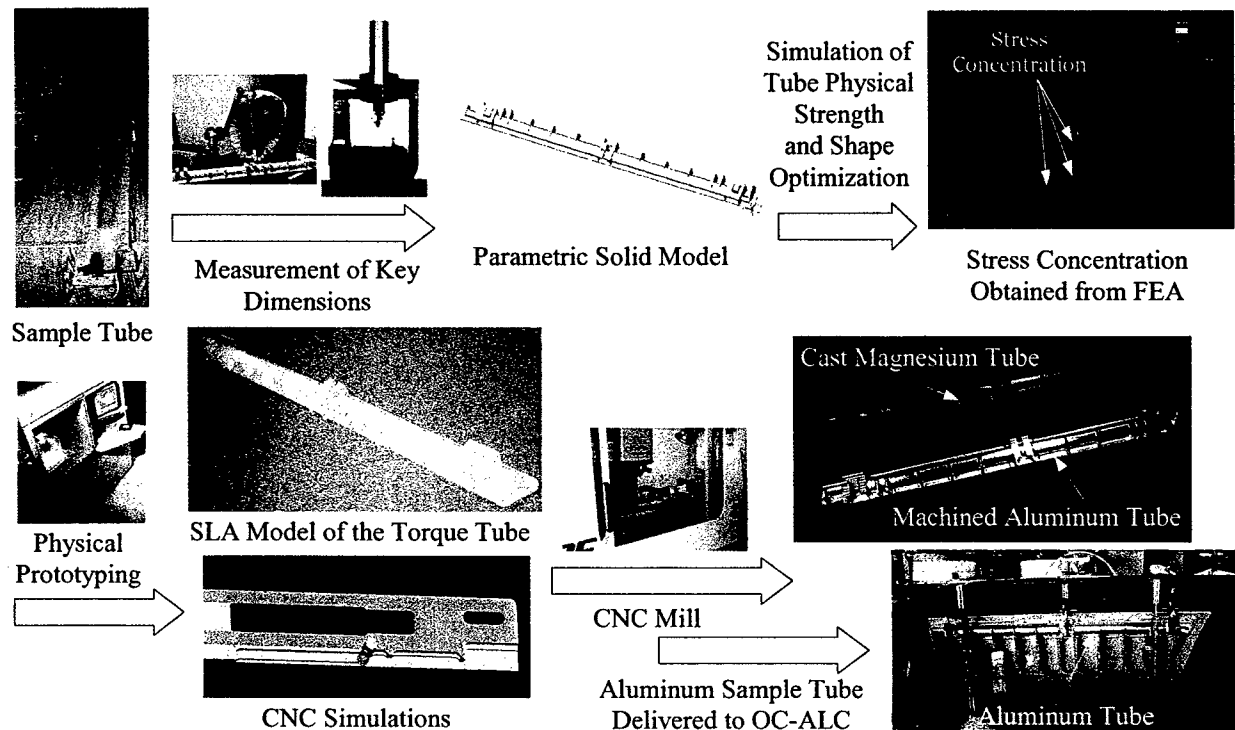 Sample Tube
Measurement of Key
Dimensions
Parametric Solid Model
Simulation of
Tube Physical
Strength
and Shape
Optimization
Stress
Concentration
Stress Concentration
Obtained from FEA
Physical
Prototyping
SLA Model of the Torque Tube
CNC Simulations
CNC Mill
Aluminum Sample Tube
Delivered to OC-ALC
Cast Magnesium Tube
Machined Aluminum Tube
Aluminum Tube